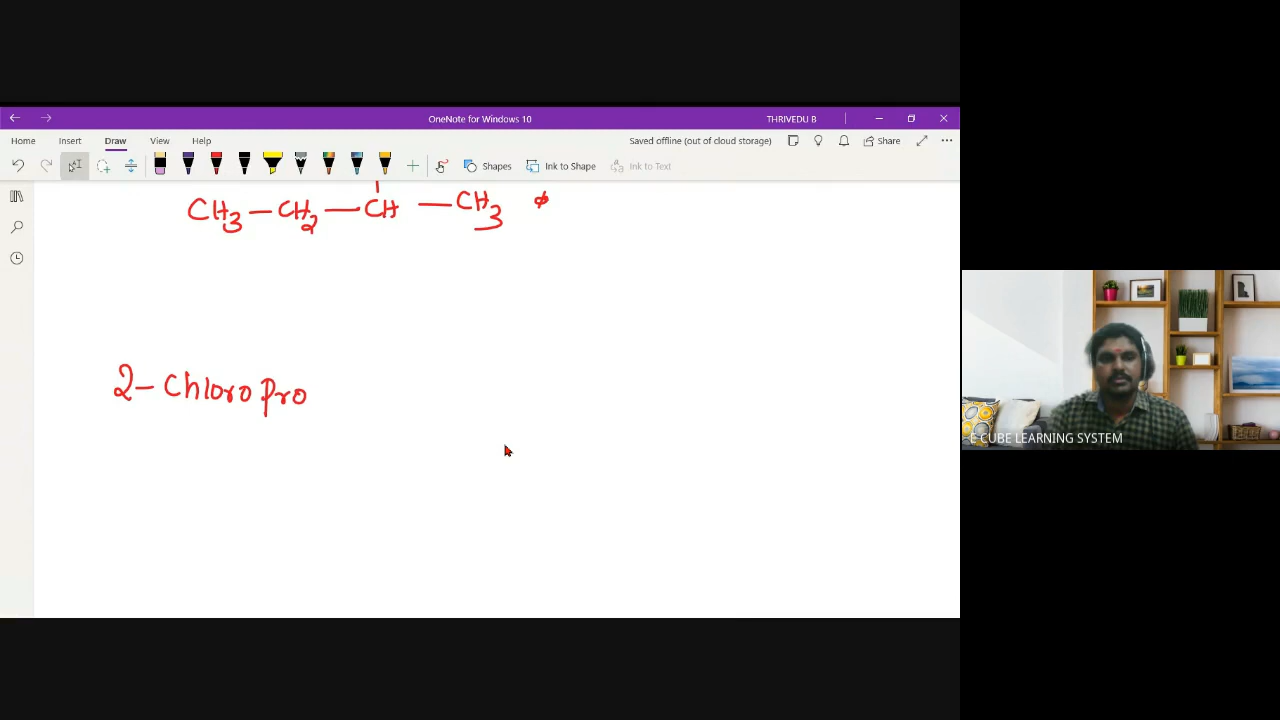 OneNote for Windows 10
THRIVEDU B
Home Insert Draw View Help
Saved offline (out of cloud storage)
Share
Shapes
Ink to Shape
Ink to Text
CH3 — CH2 — CH — CH3
2 - Chloro Pro
E CUBE LEARNING SYSTEM